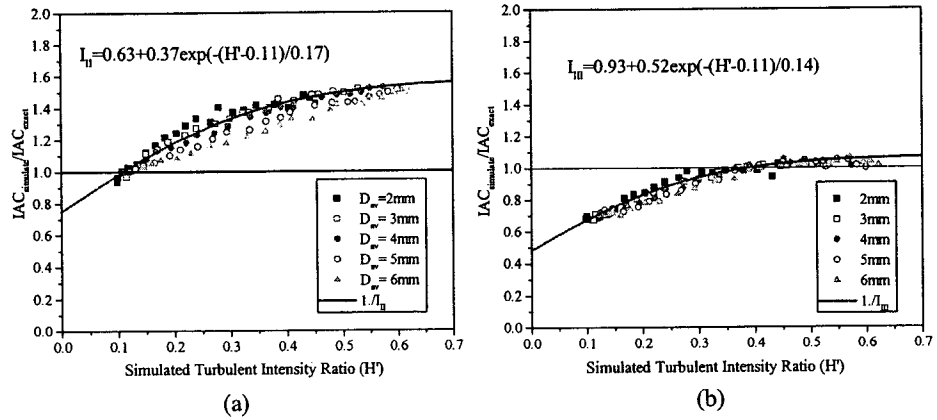 2.0
1.8
1.6
1.4
1.2
1.0
0.8
0.6
0.4
0.2
0.0
IAC_simulate/IAC_exact
I_II=0.63+0.37exp(-(H'-0.11)/0.17)
D_av=2mm
D_av= 3mm
D_av= 4mm
D_av= 5mm
D_av= 6mm
1./I_II
0.0 0.1 0.2 0.3 0.4 0.5 0.6 0.7
Simulated Turbulent Intensity Ratio (H')
(a)
2.0
1.8
1.6
1.4
1.2
1.0
0.8
0.6
0.4
0.2
0.0
IAC_simulate/IAC_exact
I_III=0.93+0.52exp(-(H'-0.11)/0.14)
2mm
3mm
4mm
5mm
6mm
1./I_III
0.0 0.1 0.2 0.3 0.4 0.5 0.6 0.7
Simulated Turbulent Intensity Ratio (H')
(b)